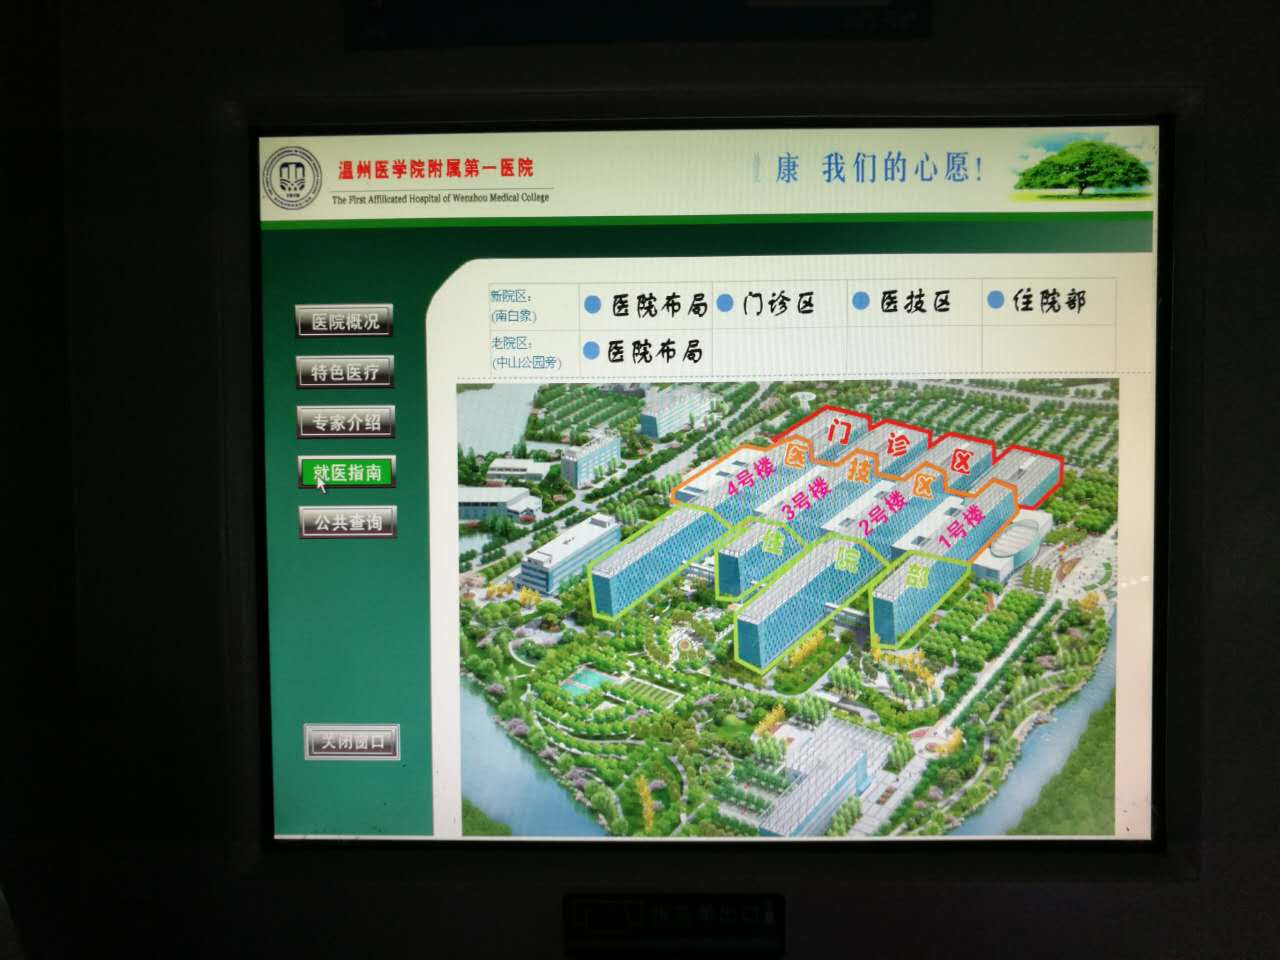 温州医学院附属第一医院
The First Affiliated Hospital of Wenzhou Medical College
康 我们的心愿!
新院区:
(南白象)
医院布局
门诊区
医技区
住院部
老院区:
(中山公园旁)
医院布局
医院概况
特色医疗
专家介绍
就医指南
公共查询
关闭窗口
门诊区
医技区
4号楼
3号楼
2号楼
1号楼
住院部